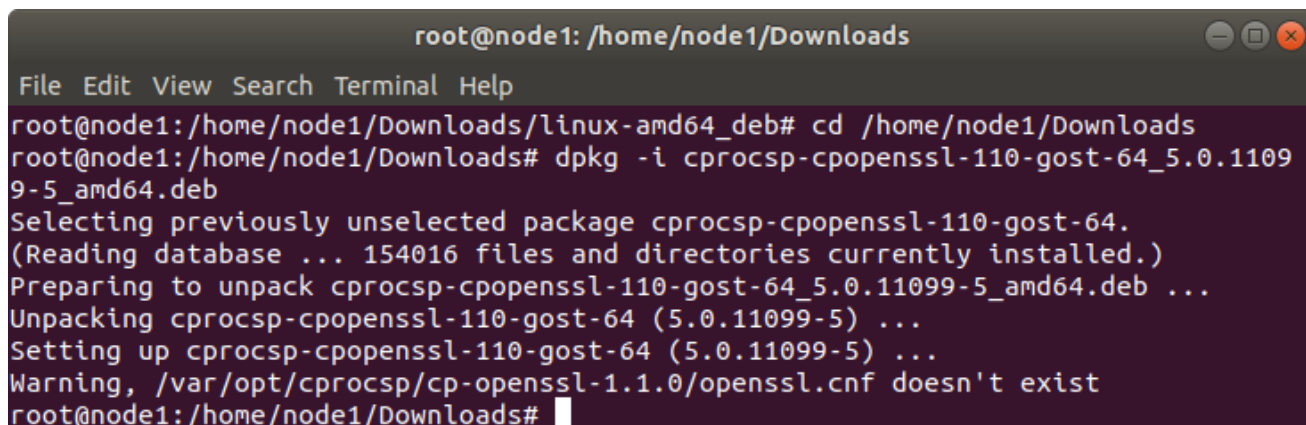 root@node1: /home/node1/Downloads
File Edit View Search Terminal Help
root@node1:/home/node1/Downloads/linux-amd64_deb# cd /home/node1/Downloads
root@node1:/home/node1/Downloads# dpkg -i cprocsp-cpopenssl-110-gost-64_5.0.1109
9-5_amd64.deb
Selecting previously unselected package cprocsp-cpopenssl-110-gost-64.
(Reading database ... 154016 files and directories currently installed.)
Preparing to unpack cprocsp-cpopenssl-110-gost-64_5.0.11099-5_amd64.deb ...
Unpacking cprocsp-cpopenssl-110-gost-64 (5.0.11099-5) ...
Setting up cprocsp-cpopenssl-110-gost-64 (5.0.11099-5) ...
Warning, /var/opt/cprocsp/cp-openssl-1.1.0/openssl.cnf doesn't exist
root@node1:/home/node1/Downloads#